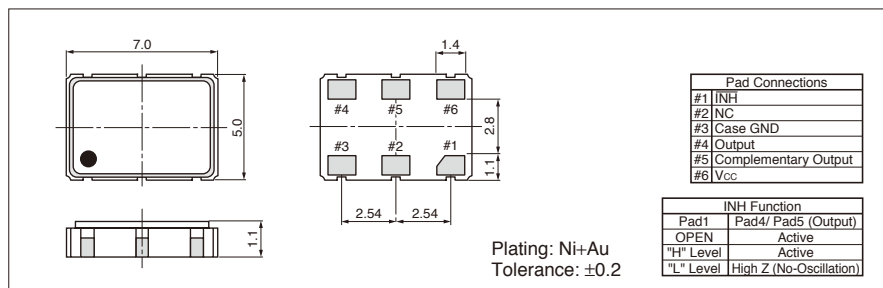 7.0
5.0
1.1
1.4
#4 #5 #6
#3 #2 #1
2.8
1.1
2.54 2.54
Plating: Ni+Au
Tolerance: ±0.2
Pad Connections
#1 INH
#2 NC
#3 Case GND
#4 Output
#5 Complementary Output
#6 Vcc
INH Function
Pad1 Pad4/ Pad5 (Output)
OPEN Active
"H" Level Active
"L" Level High Z (No-Oscillation)